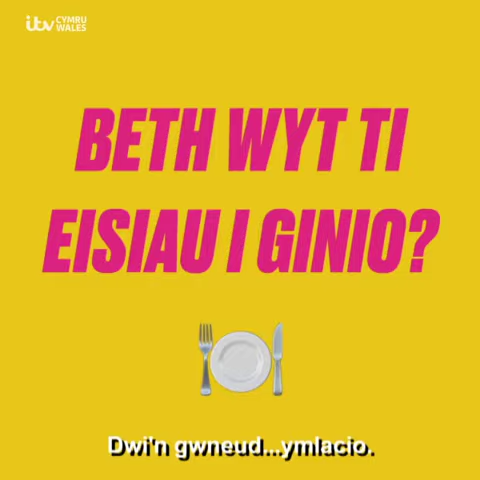 itv CYMRU
WALES
BETH WYT TI
EISIAU I GINIO?
Dwi'n gwneud...ymlacio.